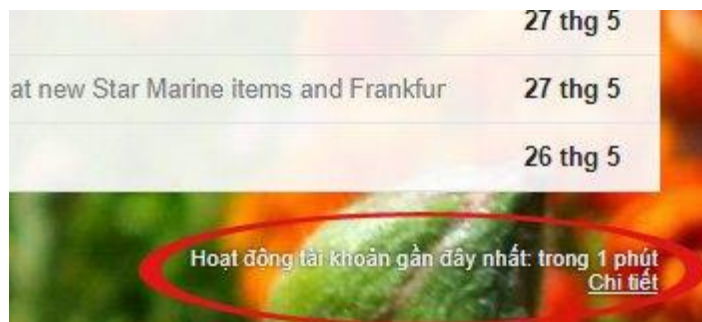 27 thg 5
at new Star Marine items and Frankfur 27 thg 5
26 thg 5
Hoạt động tài khoản gần đây nhất: trong 1 phút
Chi tiết